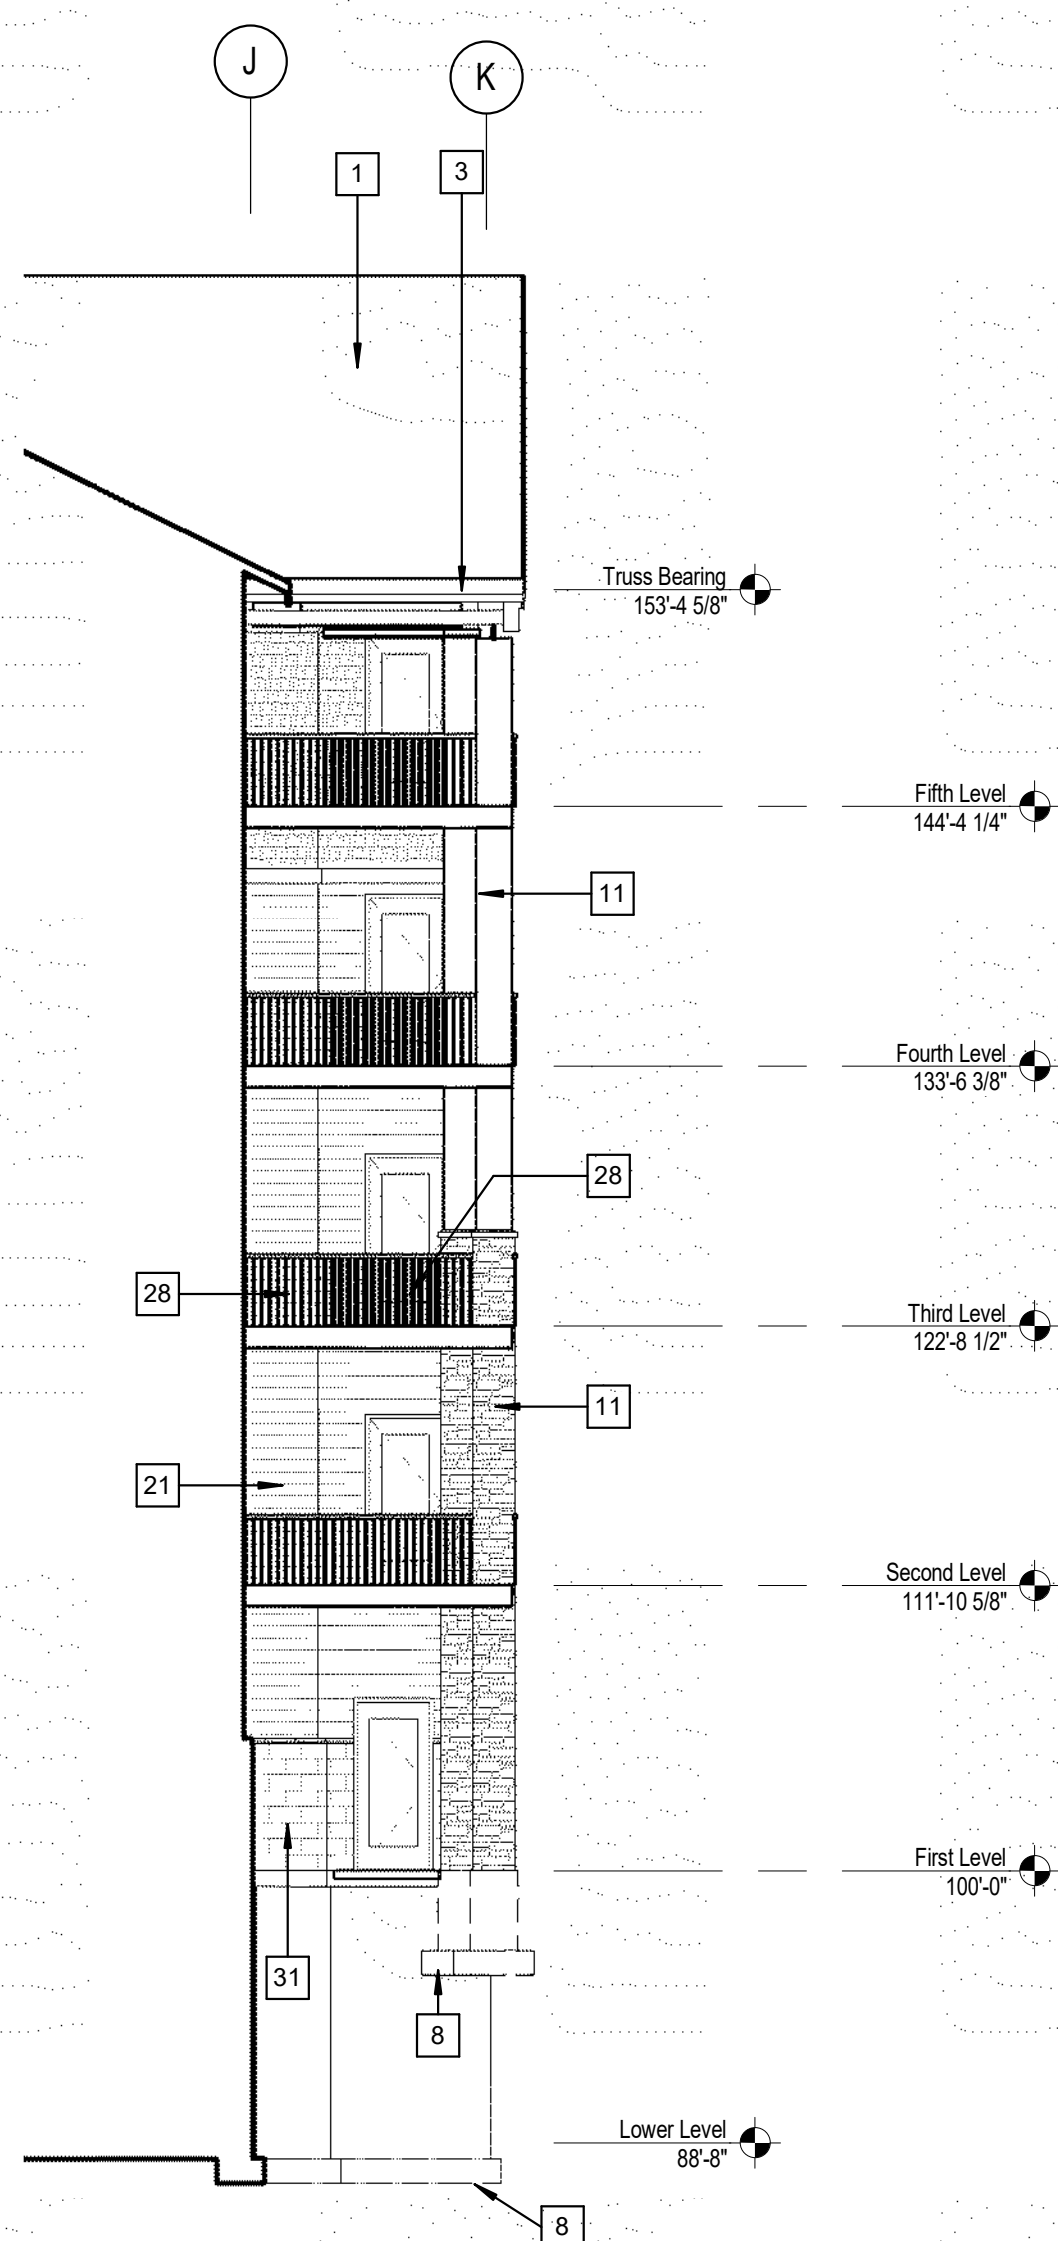 J
K
1
3
Truss Bearing
153'-4 5/8"
Fifth Level
144'-4 1/4"
11
Fourth Level
133'-6 3/8"
28
28
Third Level
122'-8 1/2"
11
21
Second Level
111'-10 5/8"
First Level
100'-0"
31
8
Lower Level
88'-8"
8